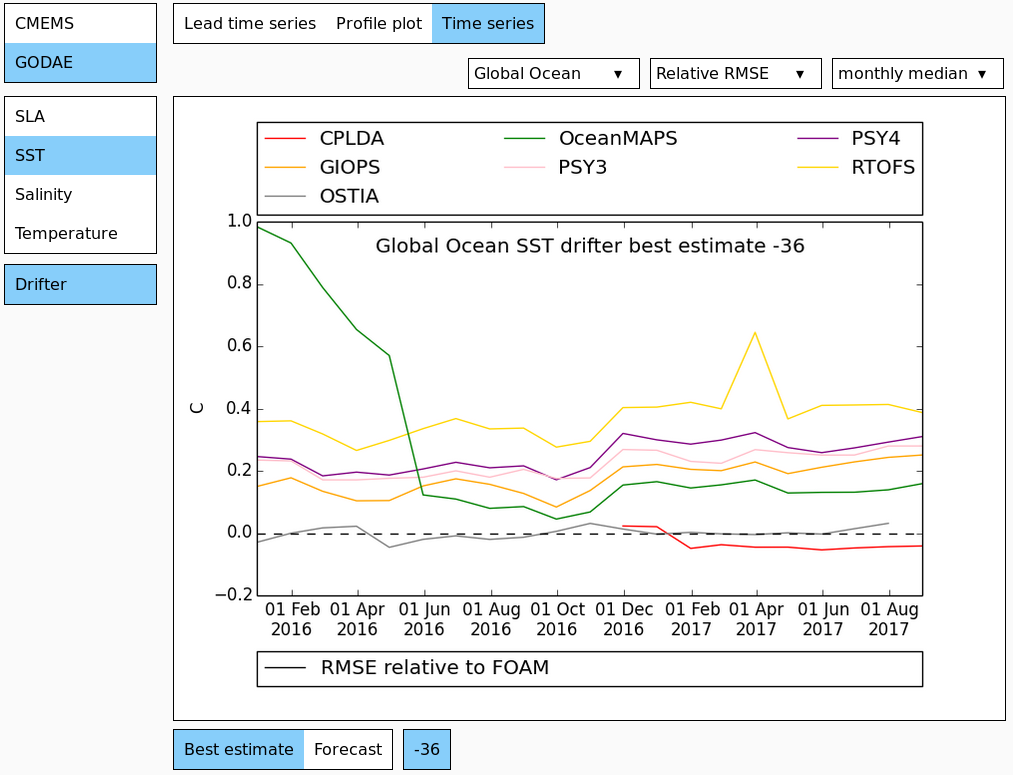 CMEMS
GODAE
SLA
SST
Salinity
Temperature
Drifter
Lead time series Profile plot Time series
Global Ocean ▼ Relative RMSE ▼ monthly median ▼
CPLDA OceanMAPS PSY4
GIOPS PSY3 RTOFS
OSTIA
Global Ocean SST drifter best estimate -36
C
1.0
0.8
0.6
0.4
0.2
0.0
−0.2
01 Feb 01 Apr 01 Jun 01 Aug 01 Oct 01 Dec 01 Feb 01 Apr 01 Jun 01 Aug
2016 2016 2016 2016 2016 2016 2017 2017 2017 2017
RMSE relative to FOAM
Best estimate Forecast -36